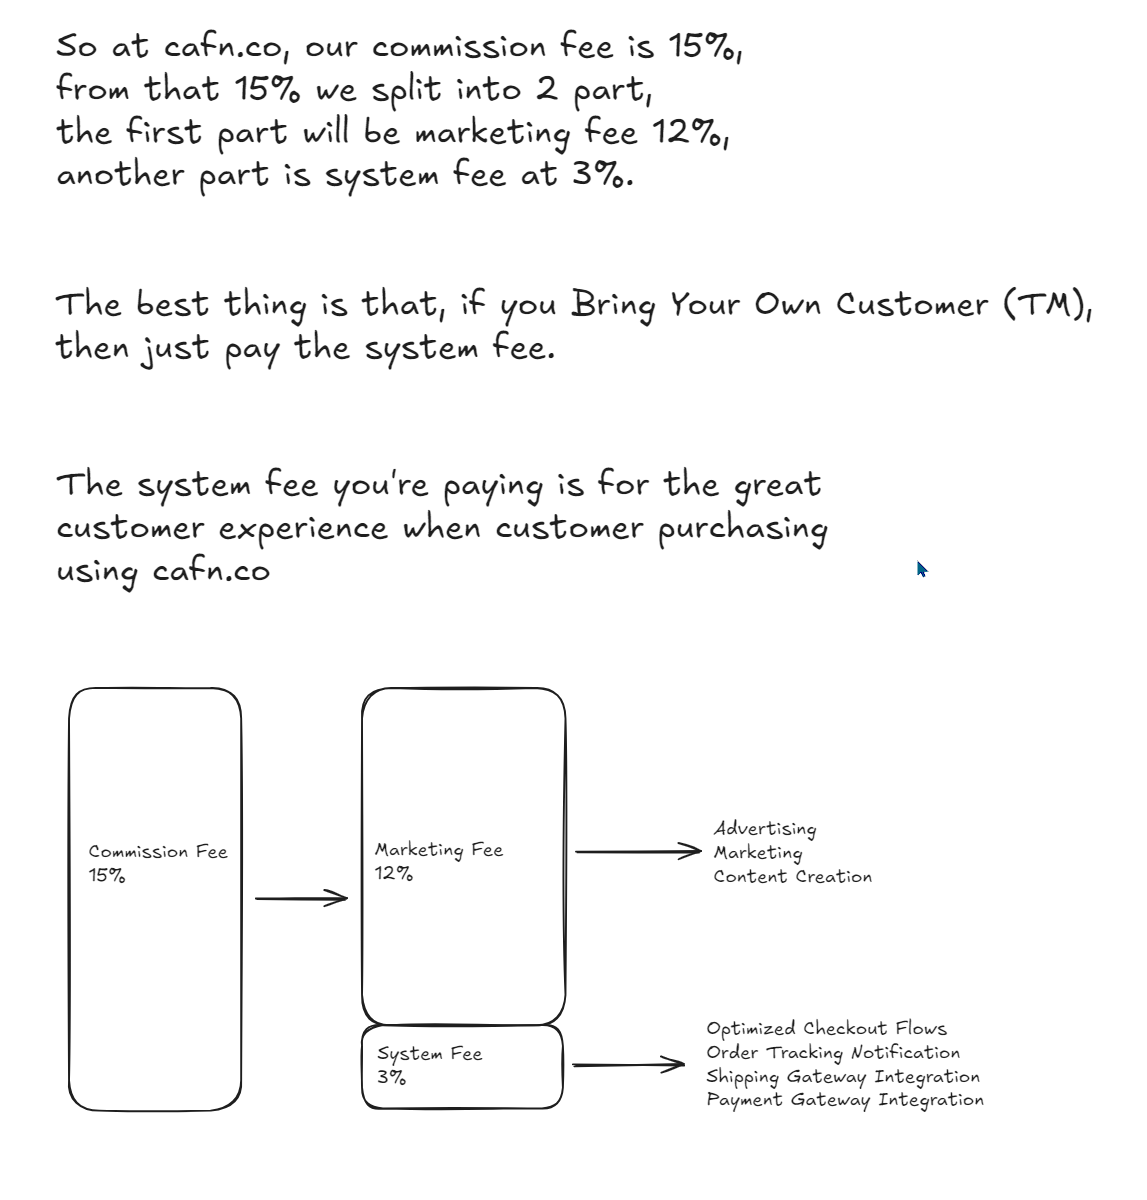 So at cafn.co, our commission fee is 15%,
from that 15% we split into 2 part,
the first part will be marketing fee 12%,
another part is system fee at 3%.
The best thing is that, if you Bring Your Own Customer (TM),
then just pay the system fee.
The system fee you're paying is for the great
customer experience when customer purchasing
using cafn.co
Commission Fee
15%
Marketing Fee
12%
Advertising
Marketing
Content Creation
System Fee
3%
Optimized Checkout Flows
Order Tracking Notification
Shipping Gateway Integration
Payment Gateway Integration